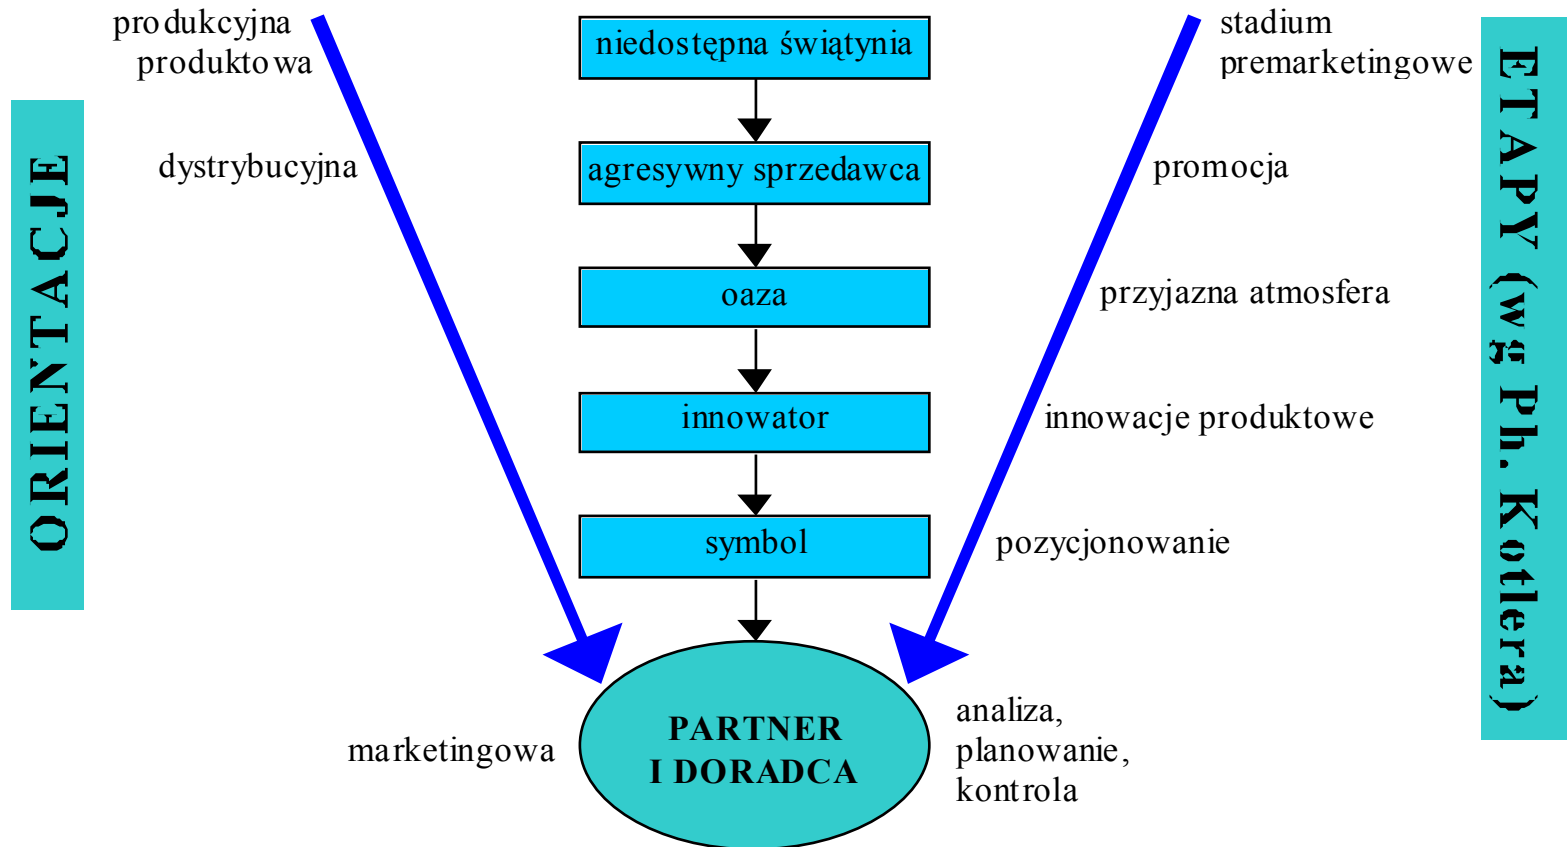 ORIENTACJE
produkcyjna
produktowa
dystrybucyjna
marketingowa
niedostępna świątynia
agresywny sprzedawca
oaza
innowator
symbol
PARTNER
I DORADCA
stadium
premarketingowe
promocja
przyjazna atmosfera
innowacje produktowe
pozycjonowanie
analiza,
planowanie,
kontrola
ETAPY (wg Ph. Kotlera)